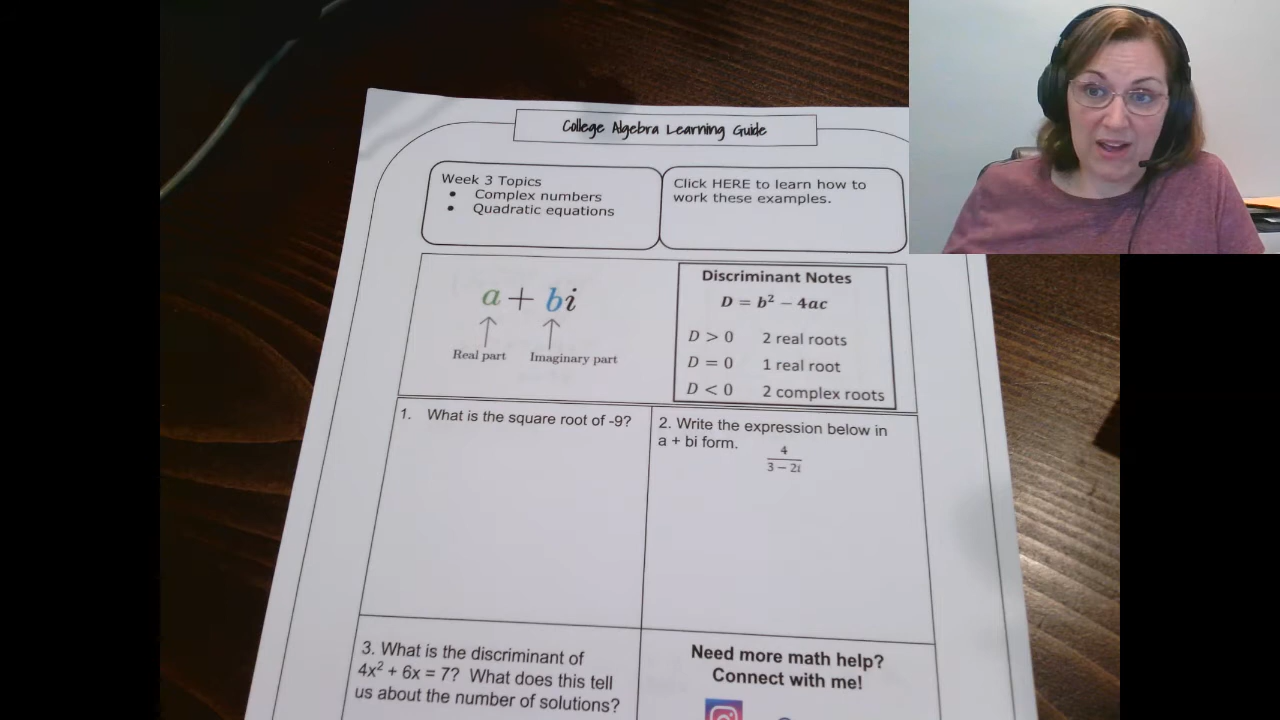 College Algebra Learning Guide
Week 3 Topics
• Complex numbers
• Quadratic equations
Click HERE to learn how to
work these examples.
a + bi
Real part
Imaginary part
Discriminant Notes
D = b² − 4ac
D > 0 2 real roots
D = 0 1 real root
D < 0 2 complex roots
1. What is the square root of -9?
2. Write the expression below in
a + bi form.
4
3 − 2i
3. What is the discriminant of
4x² + 6x = 7? What does this tell
us about the number of solutions?
Need more math help?
Connect with me!